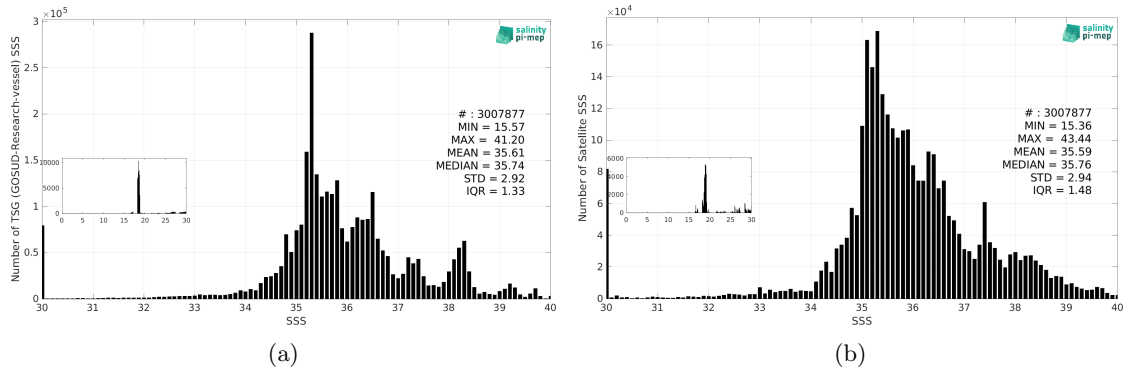 ×10^5
3
2.5
2
1.5
1
0.5
0
Number of TSG (GOSUD-Research-vessel) SSS
salinity
pi-mep
# : 3007877
MIN = 15.57
MAX = 41.20
MEAN = 35.61
MEDIAN = 35.74
STD = 2.92
IQR = 1.33
10000
5000
0
0 5 10 15 20 25 30
30 31 32 33 34 35 36 37 38 39 40
SSS
(a)
×10^4
16
14
12
10
8
6
4
2
0
Number of Satellite SSS
salinity
pi-mep
# : 3007877
MIN = 15.36
MAX = 43.44
MEAN = 35.59
MEDIAN = 35.76
STD = 2.94
IQR = 1.48
6000
4000
2000
0
0 5 10 15 20 25 30
30 31 32 33 34 35 36 37 38 39 40
SSS
(b)